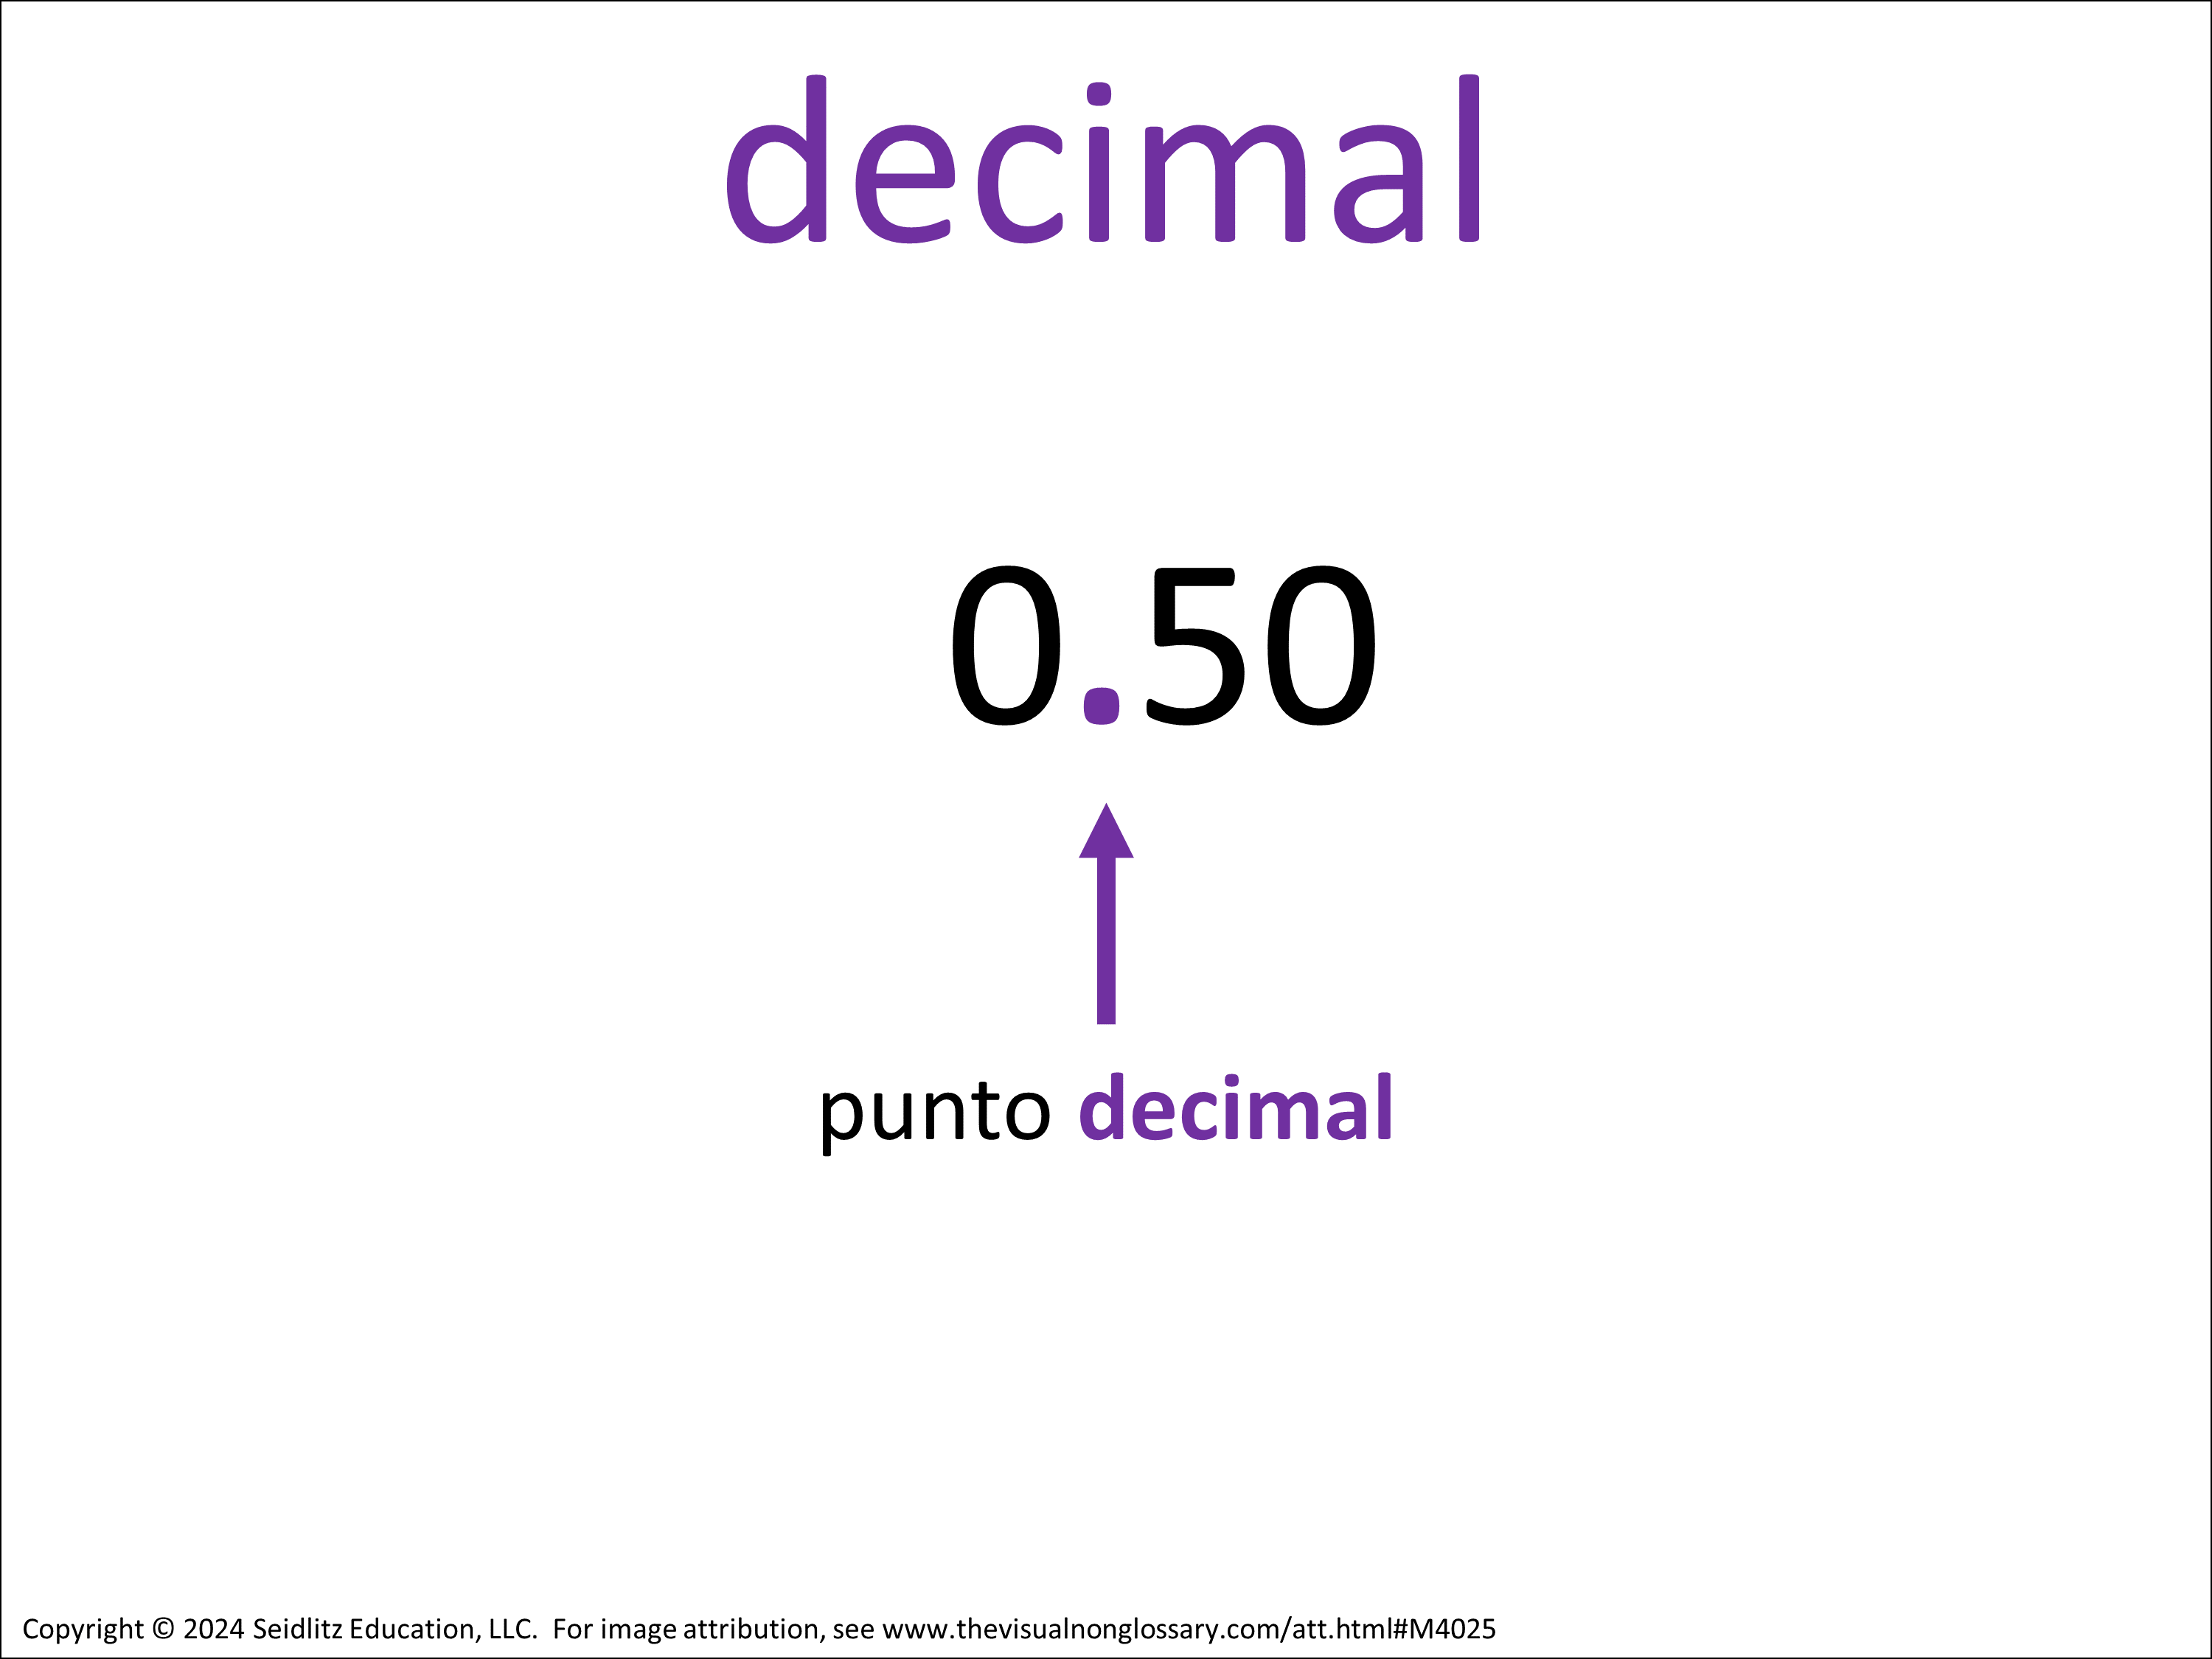 decimal
0.50
punto decimal
Copyright © 2024 Seidlitz Education, LLC.  For image attribution, see www.thevisualnonglossary.com/att.html#M4025